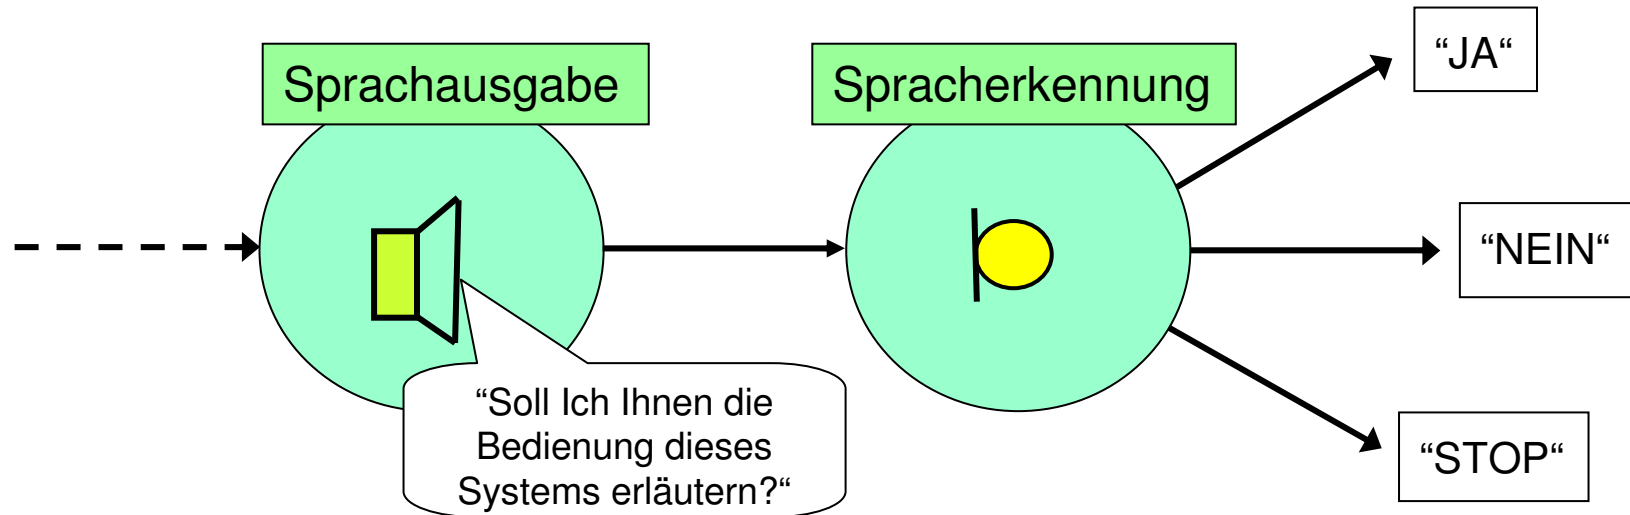 Sprachausgabe
Spracherkennung
“JA“
“NEIN“
“STOP“
“Soll Ich Ihnen die
Bedienung dieses
Systems erläutern?“